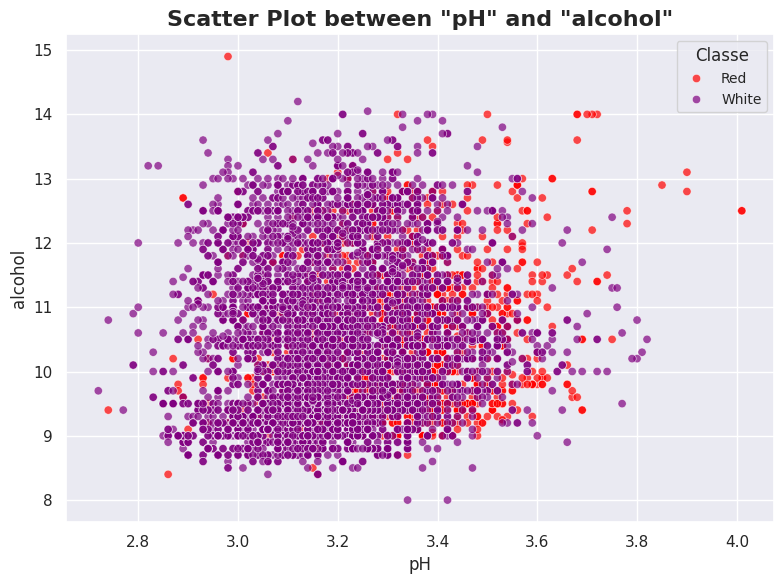 Scatter Plot between "pH" and "alcohol"
Classe
Red
White
alcohol
15
14
13
12
11
10
9
8
2.8 3.0 3.2 3.4 3.6 3.8 4.0
pH